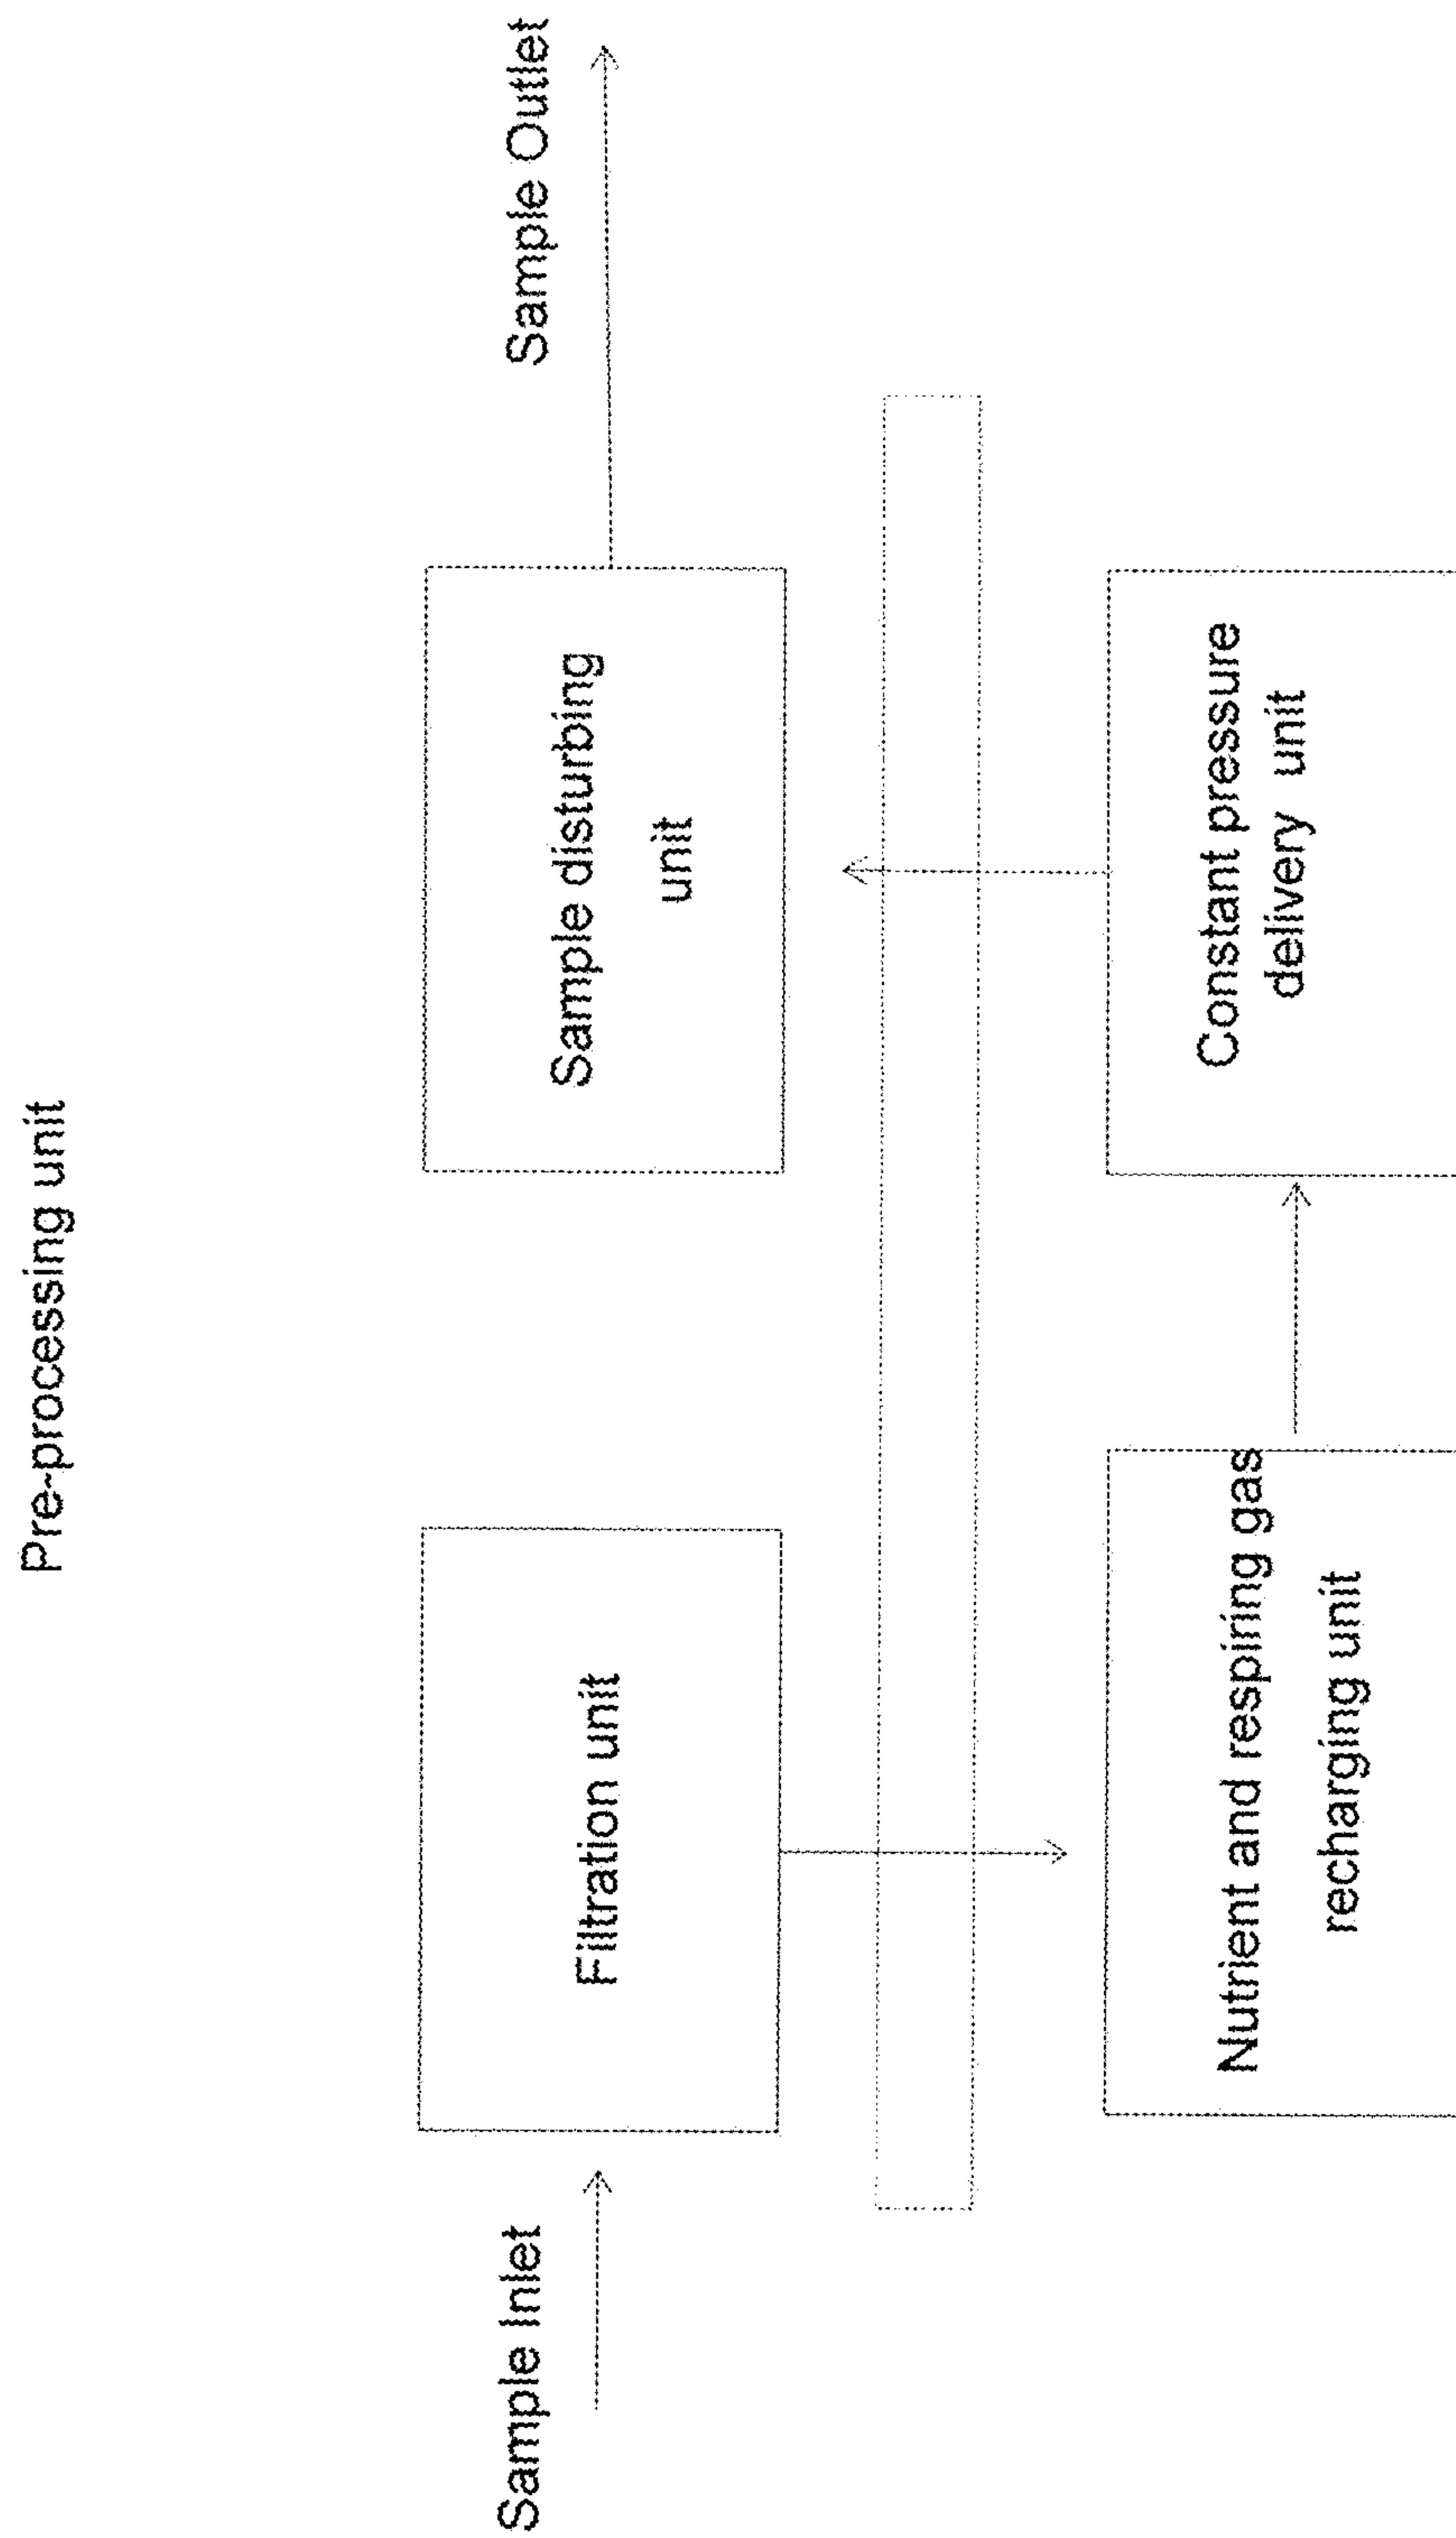 Pre-processing unit
Sample Inlet
Filtration unit
Sample disturbing
unit
Sample Outlet
Nutrient and respiring gas
recharging unit
Constant pressure
delivery unit